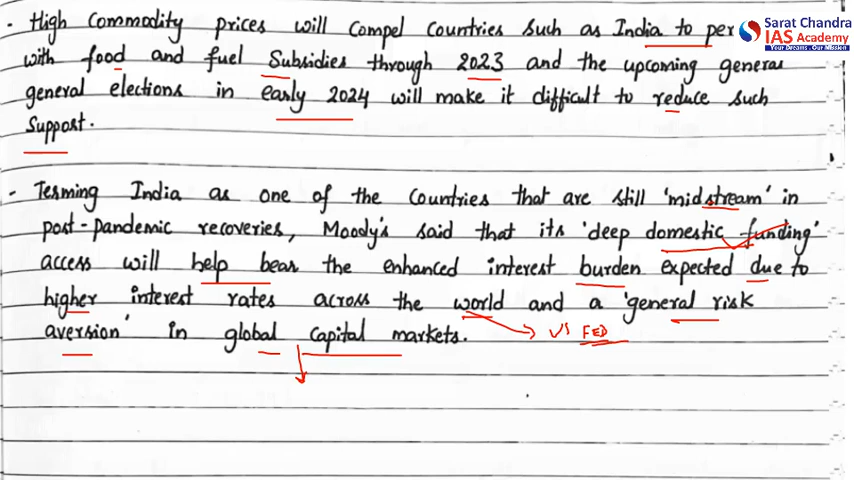 Sarat Chandra
IAS Academy
Your Dreams.. Our Mission
• High Commodity prices will Compel Countries such as India to per
with food and fuel Subsidies through 2023 and the upcoming general
general elections in early 2024 will make it difficult to reduce such
Support.
• Terming India as one of the Countries that are still 'midstream' in
post-pandemic recoveries, Moody's said that its 'deep domestic funding'
access will help bear the enhanced interest burden expected due to
higher interest rates across the world and a 'general risk
aversion' in global capital markets.
US FED